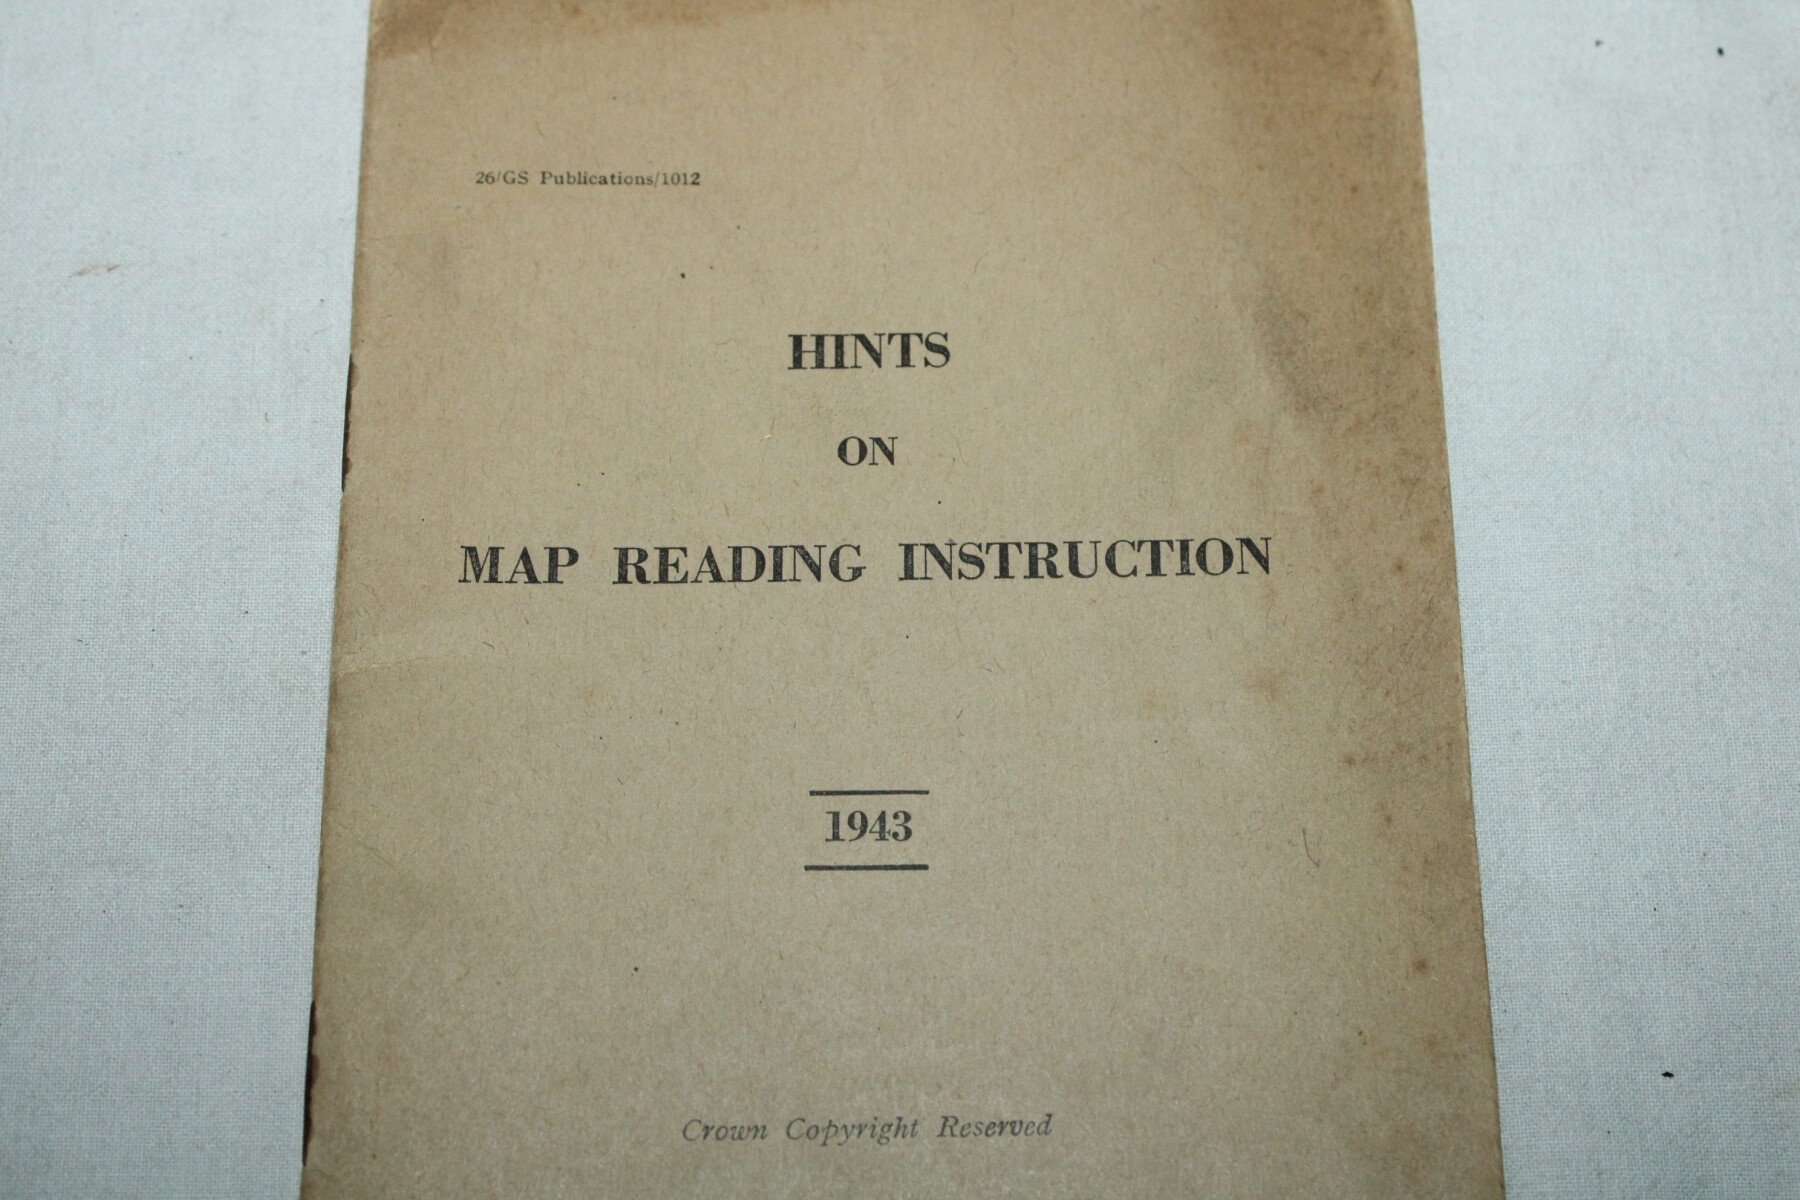 26/GS Publications/1012
HINTS
ON
MAP READING INSTRUCTION
1943
Crown Copyright Reserved